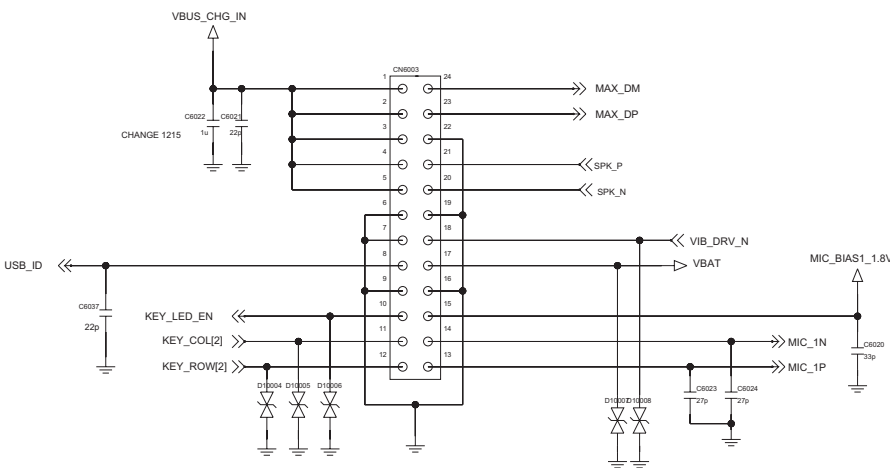 VBUS_CHG_IN
CN6003
1
24
MAX_DM
2
23
MAX_DP
C6022
C6021
3
22
CHANGE 1215
1u
22p
4
21
SPK_P
5
20
SPK_N
6
19
7
18
VIB_DRV_N
USB_ID
8
17
VBAT
MIC_BIAS1_1.8V
9
16
C6037
22p
KEY_LED_EN
10
15
KEY_COL[2]
11
14
MIC_1N
C6020
33p
KEY_ROW[2]
12
13
MIC_1P
D10004
D10005
D10006
C6023
27p
C6024
27p
D10007
D10008